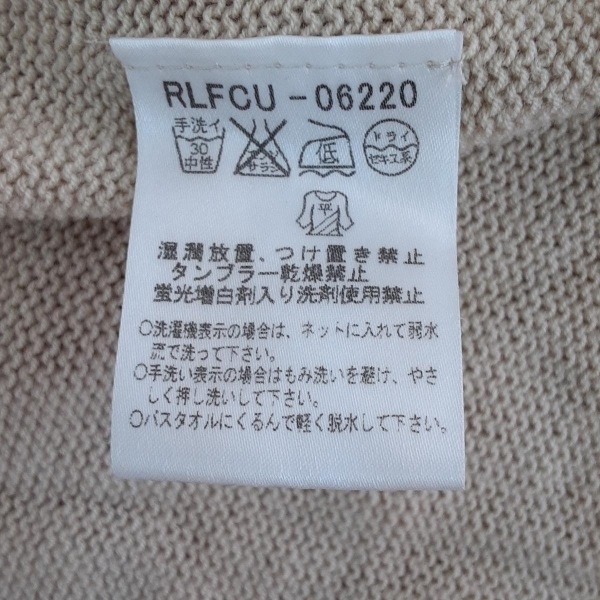 RLFCU-06220
手洗イ 30 中性 エンソ サラシ 低 ドライ セキユ系
平
湿潤放置、つけ置き禁止
タンブラー乾燥禁止
蛍光増白剤入り洗剤使用禁止
○洗濯機表示の場合は、ネットに入れて弱水
流で洗って下さい。
○手洗い表示の場合はもみ洗いを避け、やさ
しく押し洗いして下さい。
○バスタオルにくるんで軽く脱水して下さい。